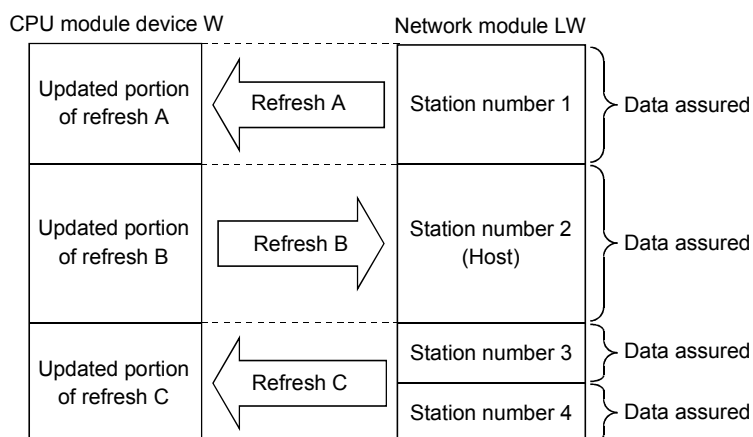 CPU module device W
Network module LW
Updated portion
of refresh A
Refresh A
Station number 1
Data assured
Updated portion
of refresh B
Refresh B
Station number 2
(Host)
Data assured
Updated portion
of refresh C
Refresh C
Station number 3
Data assured
Station number 4
Data assured